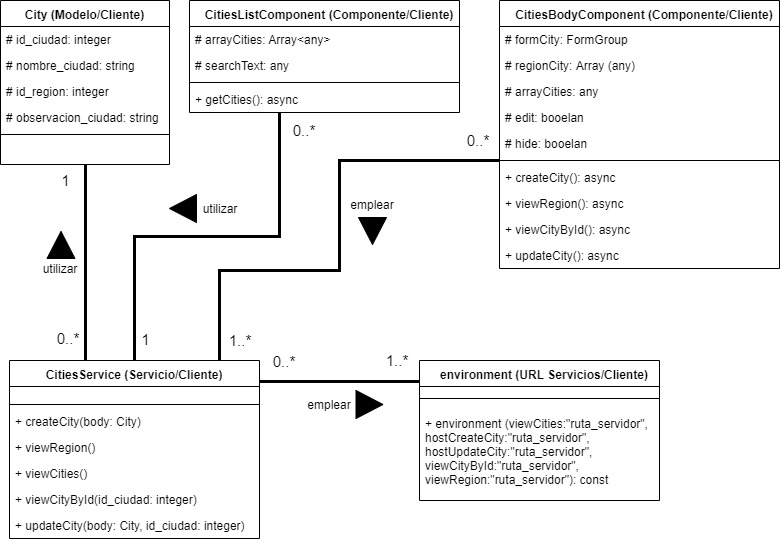 City (Modelo/Cliente)
# id_ciudad: integer
# nombre_ciudad: string
# id_region: integer
# observacion_ciudad: string
CitiesListComponent (Componente/Cliente)
# arrayCities: Array<any>
# searchText: any
+ getCities(): async
CitiesBodyComponent (Componente/Cliente)
# formCity: FormGroup
# regionCity: Array (any)
# arrayCities: any
# edit: booelan
# hide: booelan
+ createCity(): async
+ viewRegion(): async
+ viewCityById(): async
+ updateCity(): async
0..*
0..*
1
utilizar
emplear
utilizar
0..*
1
1..*
CitiesService (Servicio/Cliente)
+ createCity(body: City)
+ viewRegion()
+ viewCities()
+ viewCityById(id_ciudad: integer)
+ updateCity(body: City, id_ciudad: integer)
0..*
1..*
emplear
environment (URL Servicios/Cliente)
+ environment (viewCities:"ruta_servidor",
hostCreateCity:"ruta_servidor",
hostUpdateCity:"ruta_servidor",
viewCityById:"ruta_servidor",
viewRegion:"ruta_servidor"): const